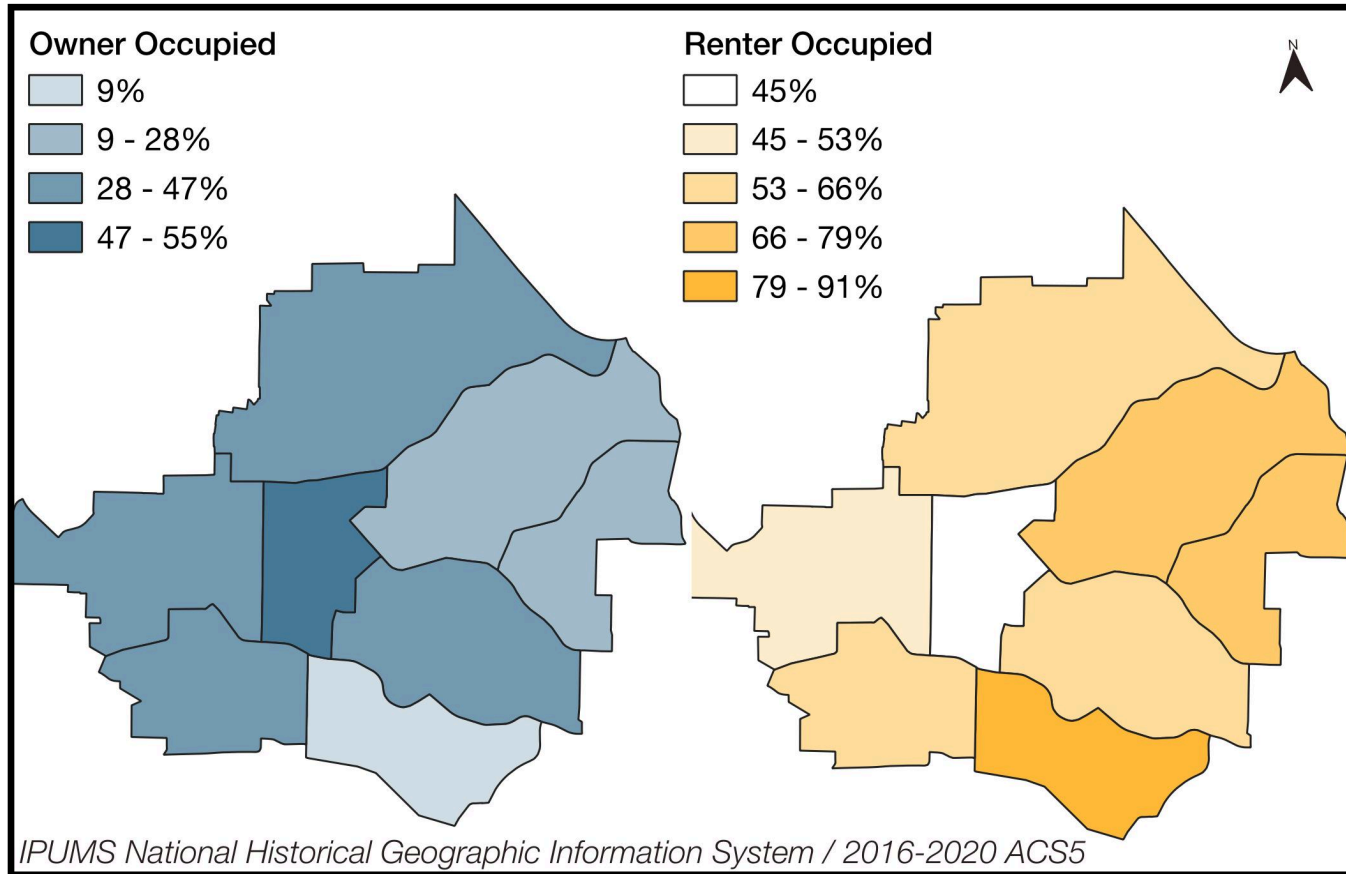 Owner Occupied
9%
9 - 28%
28 - 47%
47 - 55%
Renter Occupied
45%
45 - 53%
53 - 66%
66 - 79%
79 - 91%
N
IPUMS National Historical Geographic Information System / 2016-2020 ACS5